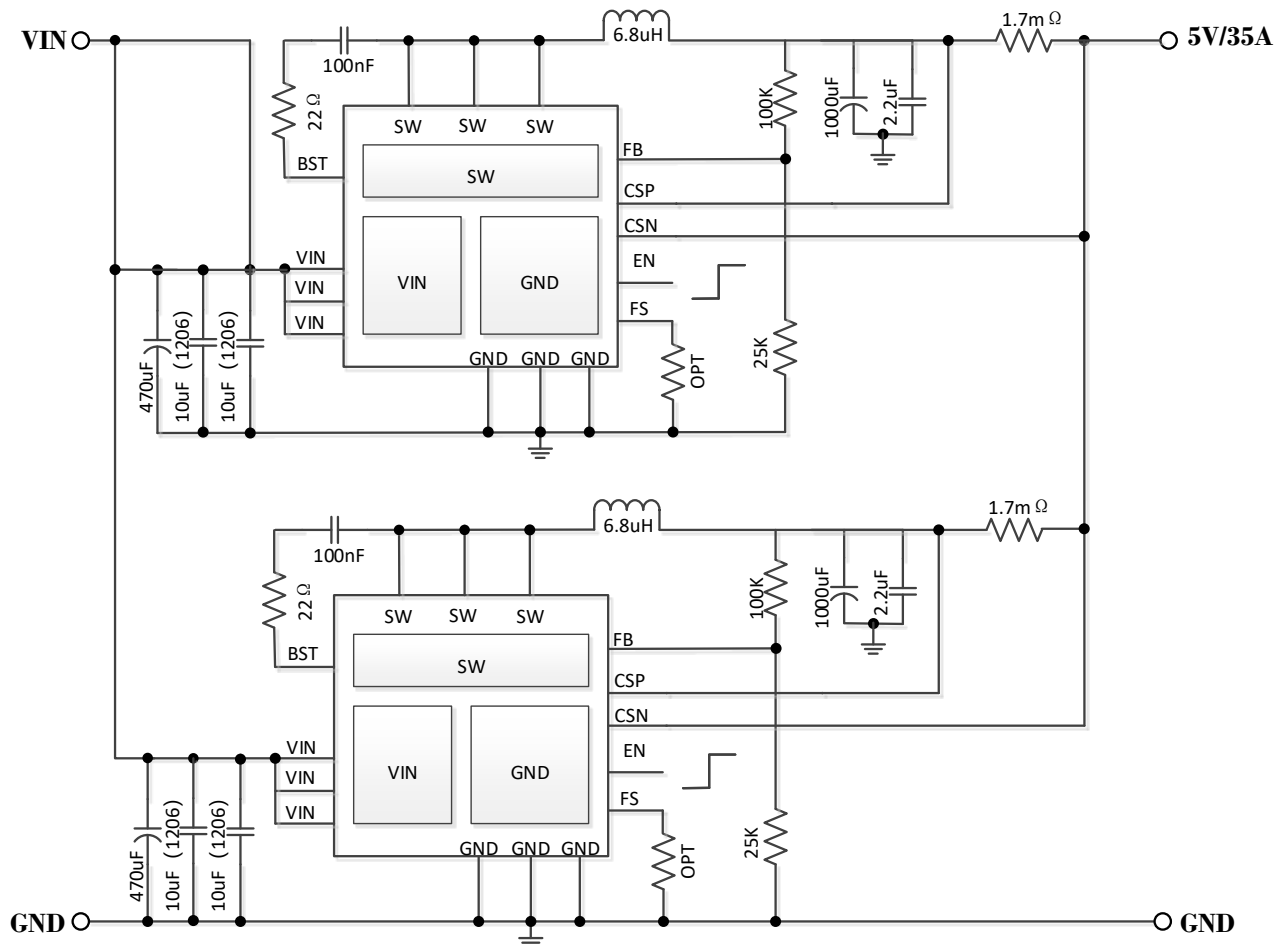 VIN
6.8uH
1.7mΩ
5V/35A
100nF
22Ω
100K
1000uF
2.2uF
SW
SW
SW
BST
SW
FB
CSP
CSN
EN
FS
VIN
VIN
VIN
VIN
GND
GND
GND
GND
OPT
25K
470uF
10uF (1206)
10uF (1206)
6.8uH
1.7mΩ
100nF
22Ω
100K
1000uF
2.2uF
SW
SW
SW
BST
SW
FB
CSP
CSN
EN
FS
VIN
VIN
VIN
VIN
GND
GND
GND
GND
OPT
25K
470uF
10uF (1206)
10uF (1206)
GND
GND